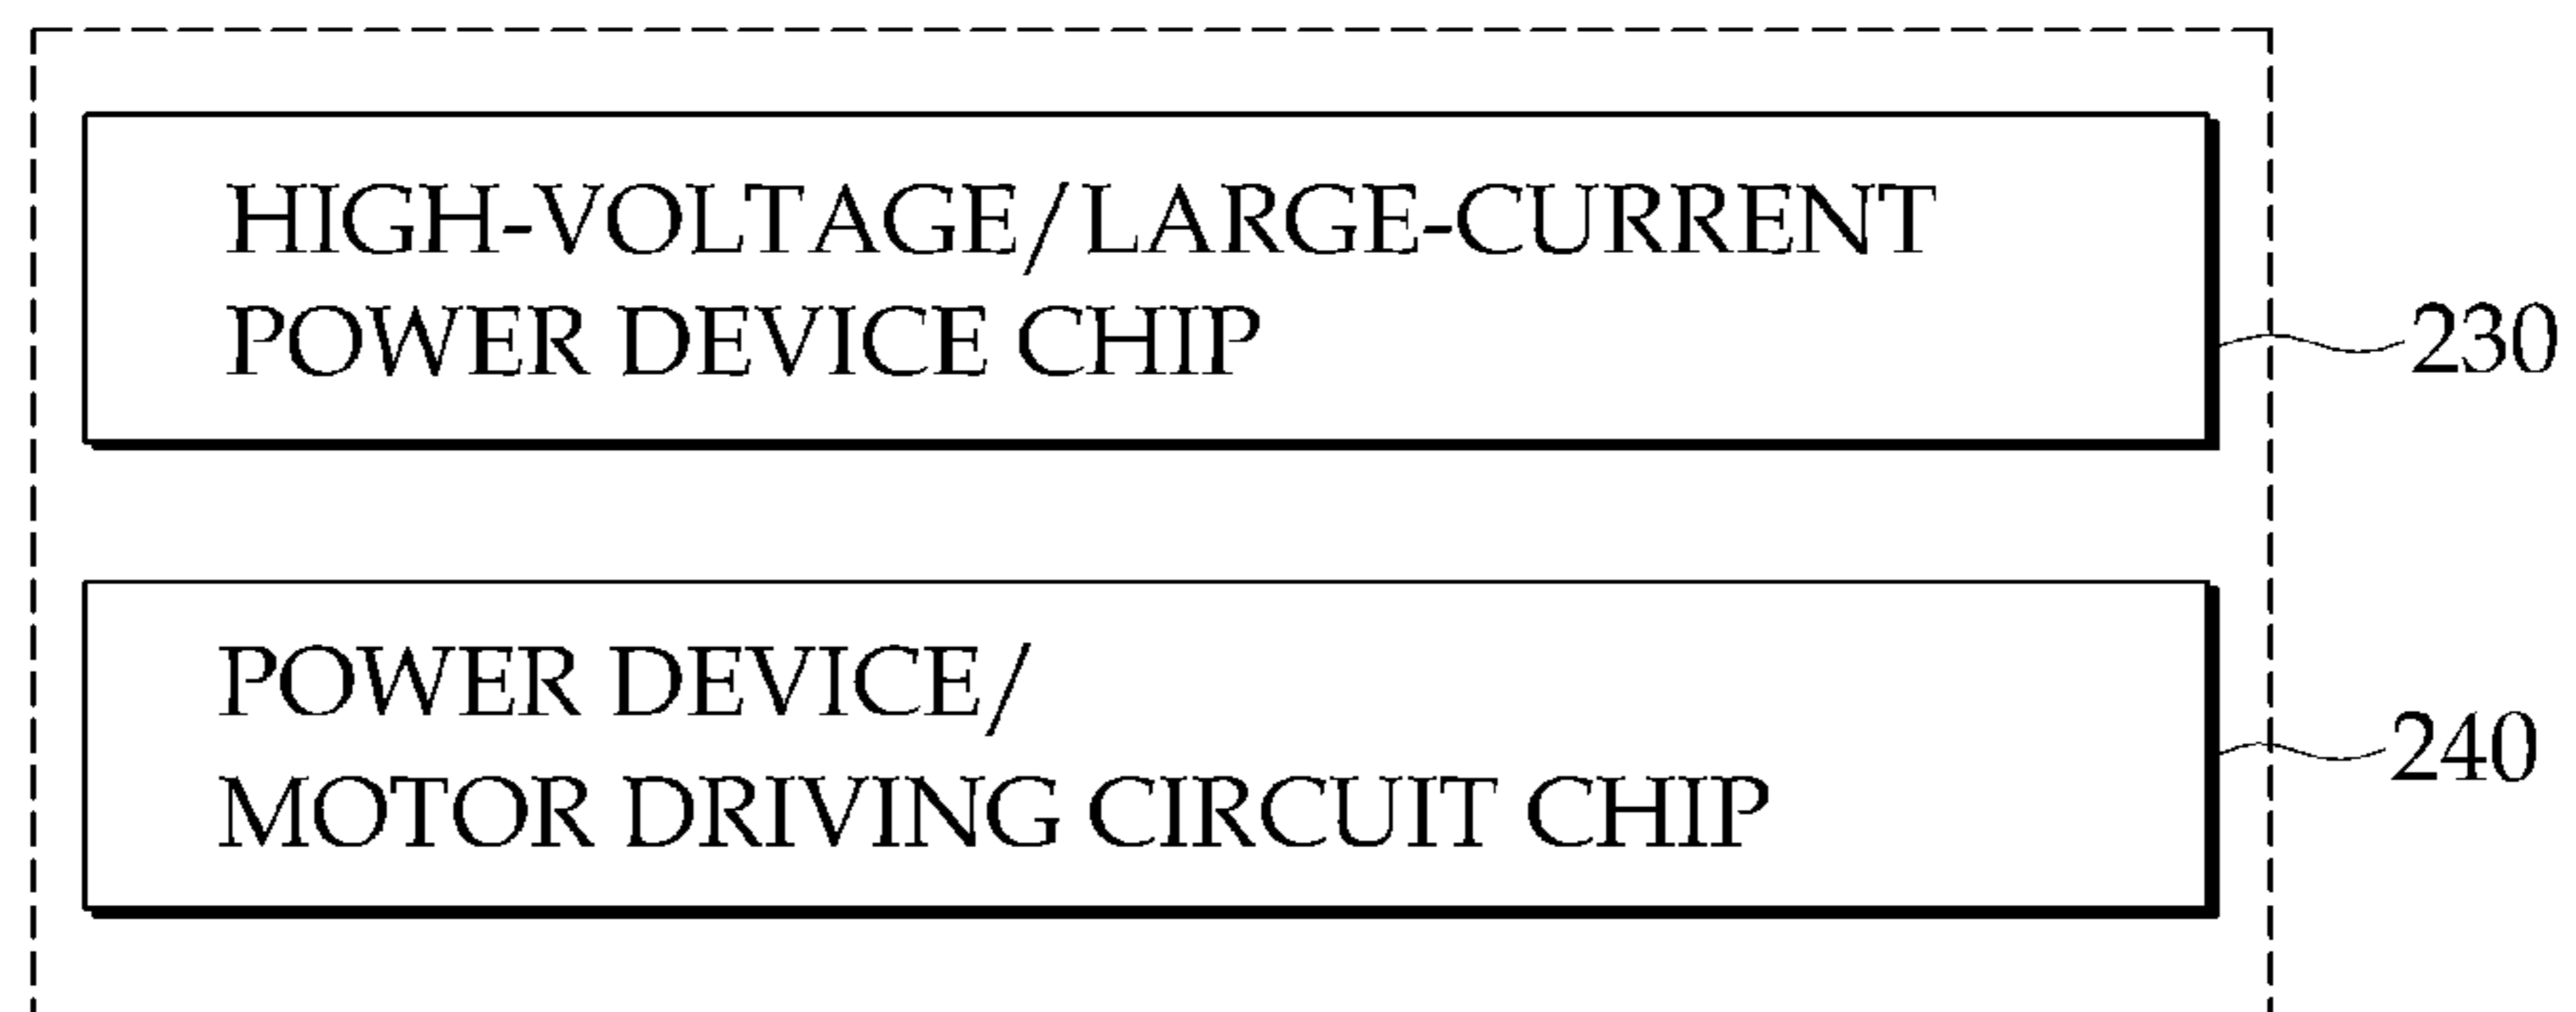 HIGH-VOLTAGE/LARGE-CURRENT
POWER DEVICE CHIP
230
POWER DEVICE/
MOTOR DRIVING CIRCUIT CHIP
240